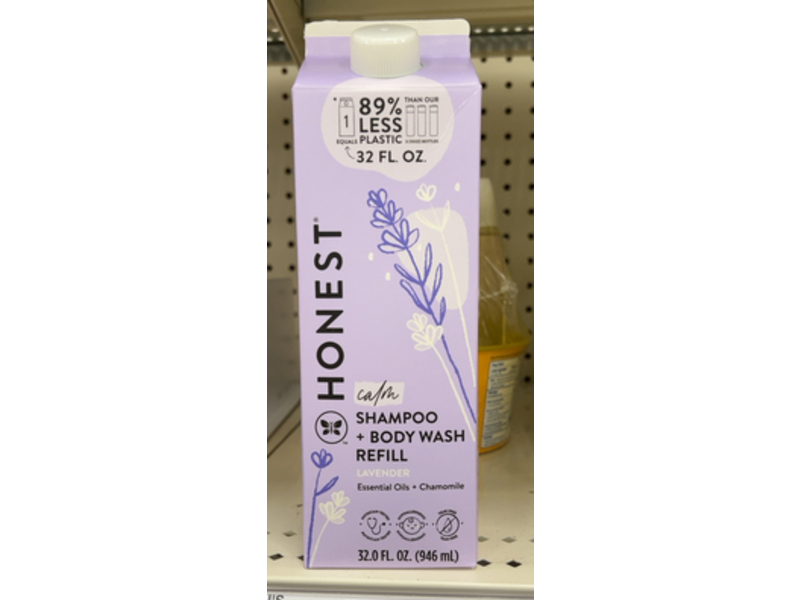 89%
LESS
PLASTIC
THAN OUR
1
EQUALS
32 FL. OZ.
HONEST
calm
SHAMPOO
+ BODY WASH
REFILL
LAVENDER
Essential Oils + Chamomile
32.0 FL. OZ. (946 mL)